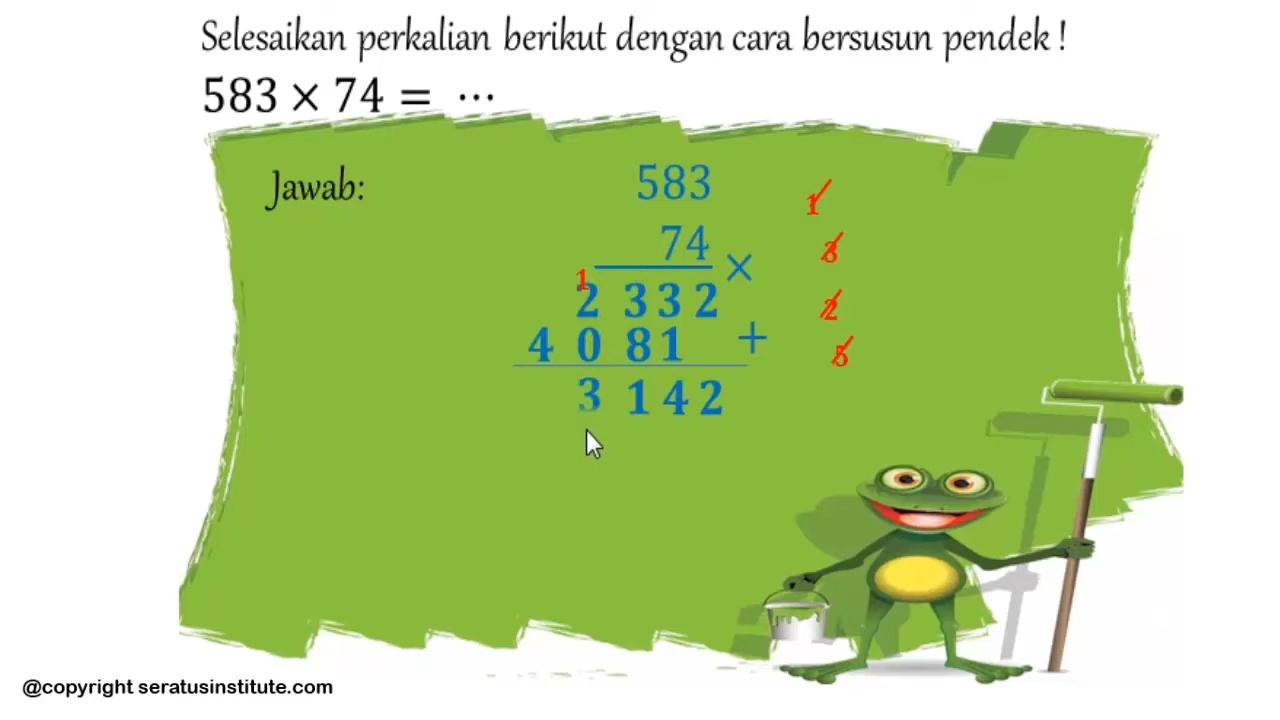 Selesaikan perkalian berikut dengan cara bersusun pendek !
583 × 74 = ⋯
Jawab:
583
1
74 ×
3
1
2 3 3 2
2
4 0 8 1 +
5
3 1 4 2
@copyright seratusinstitute.com